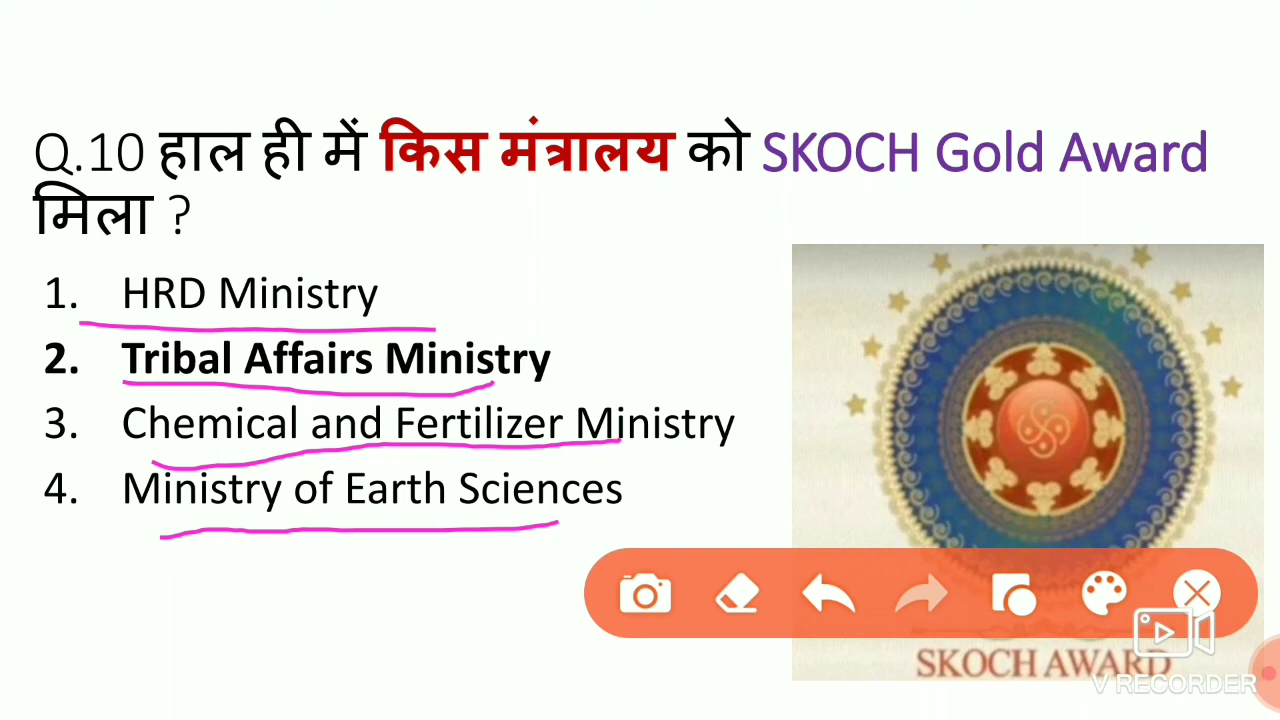 Q.10 हाल ही में किस मंत्रालय को SKOCH Gold Award
मिला ?
1. HRD Ministry
2. Tribal Affairs Ministry
3. Chemical and Fertilizer Ministry
4. Ministry of Earth Sciences
SKOCH AWARD
V RECORDER